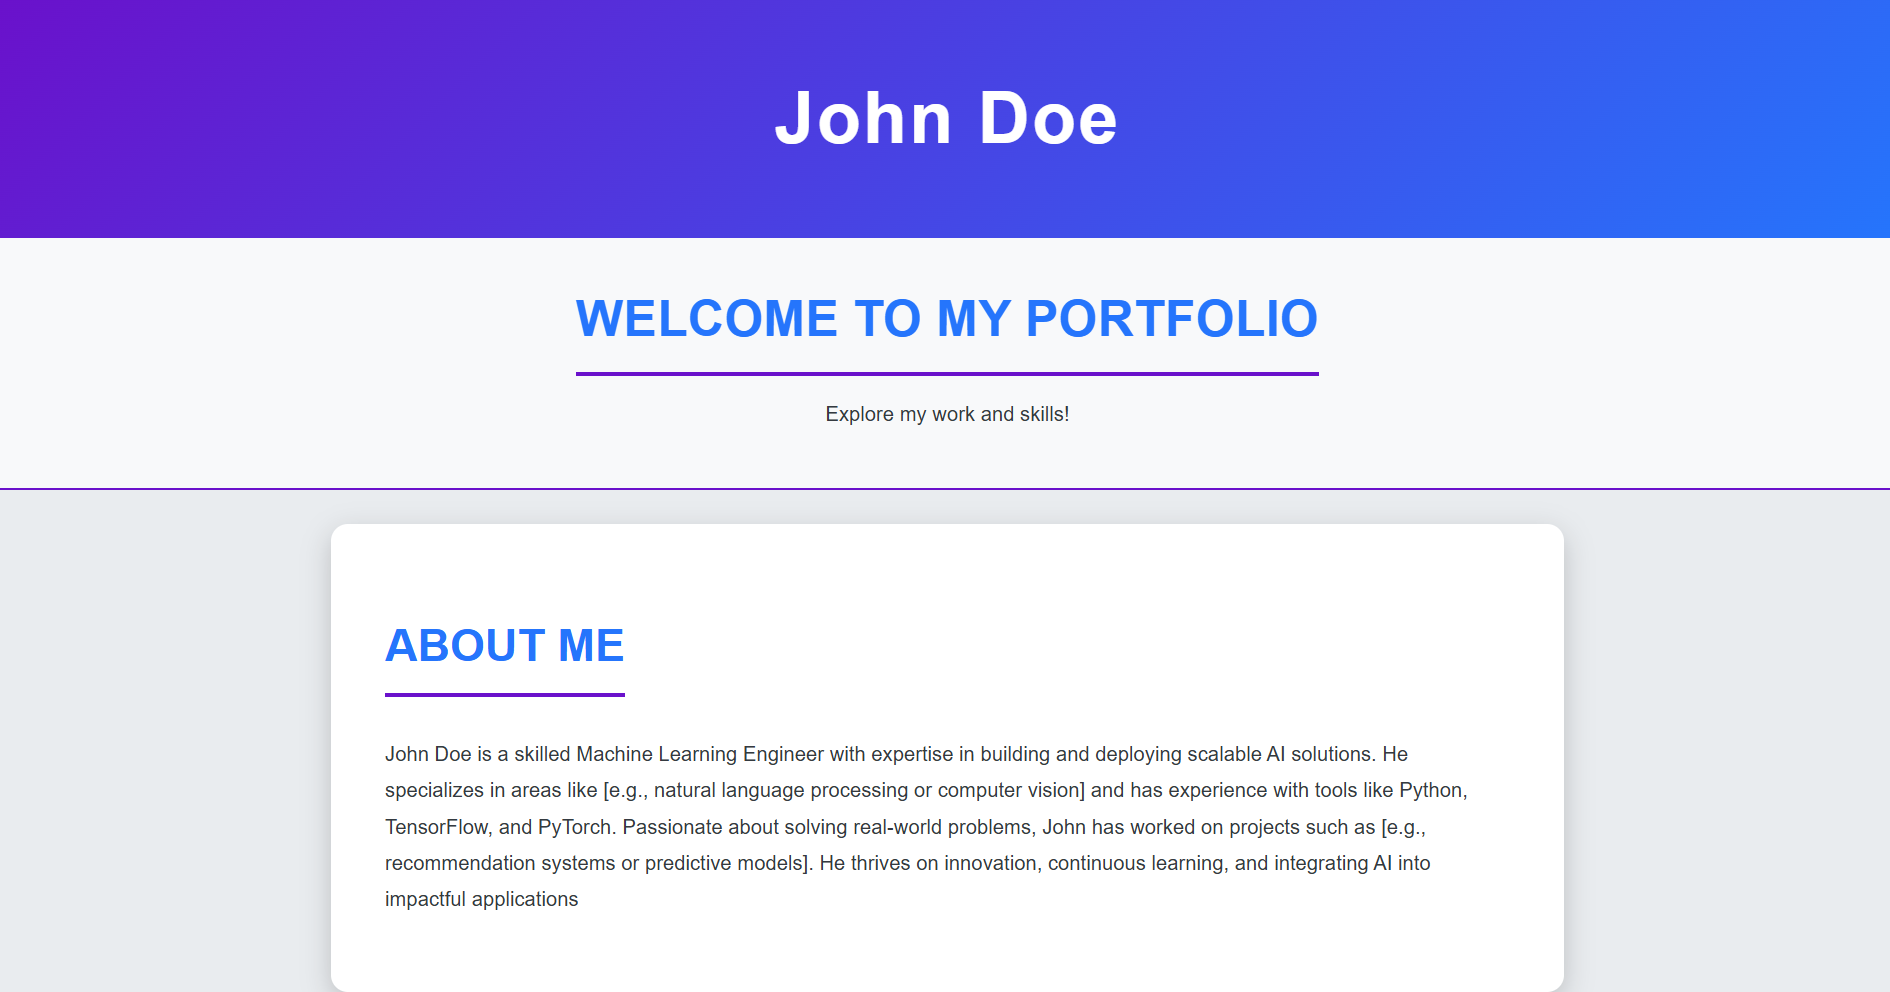 John Doe
WELCOME TO MY PORTFOLIO
Explore my work and skills!
ABOUT ME
John Doe is a skilled Machine Learning Engineer with expertise in building and deploying scalable AI solutions. He
specializes in areas like [e.g., natural language processing or computer vision] and has experience with tools like Python,
TensorFlow, and PyTorch. Passionate about solving real-world problems, John has worked on projects such as [e.g.,
recommendation systems or predictive models]. He thrives on innovation, continuous learning, and integrating AI into
impactful applications